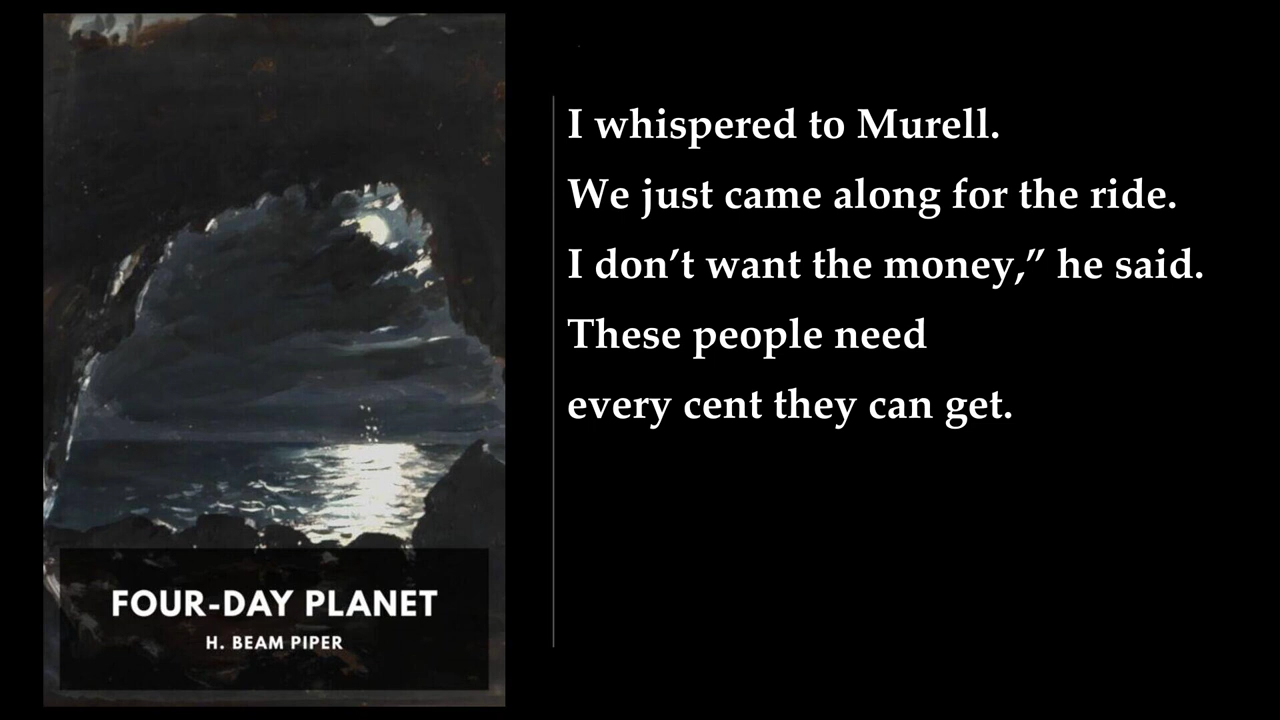 I whispered to Murell.
We just came along for the ride.
I don’t want the money,” he said.
These people need
every cent they can get.
FOUR-DAY PLANET
H. BEAM PIPER